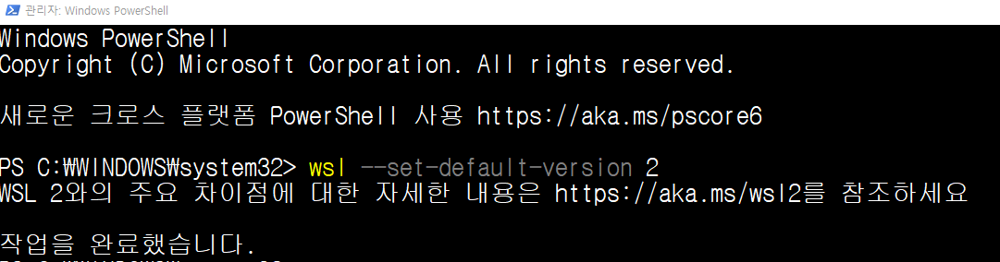 관리자: Windows PowerShell
Windows PowerShell
Copyright (C) Microsoft Corporation. All rights reserved.
새로운 크로스 플랫폼 PowerShell 사용 https://aka.ms/pscore6
PS C:₩WINDOWS₩system32> wsl --set-default-version 2
WSL 2와의 주요 차이점에 대한 자세한 내용은 https://aka.ms/wsl2를 참조하세요
작업을 완료했습니다.